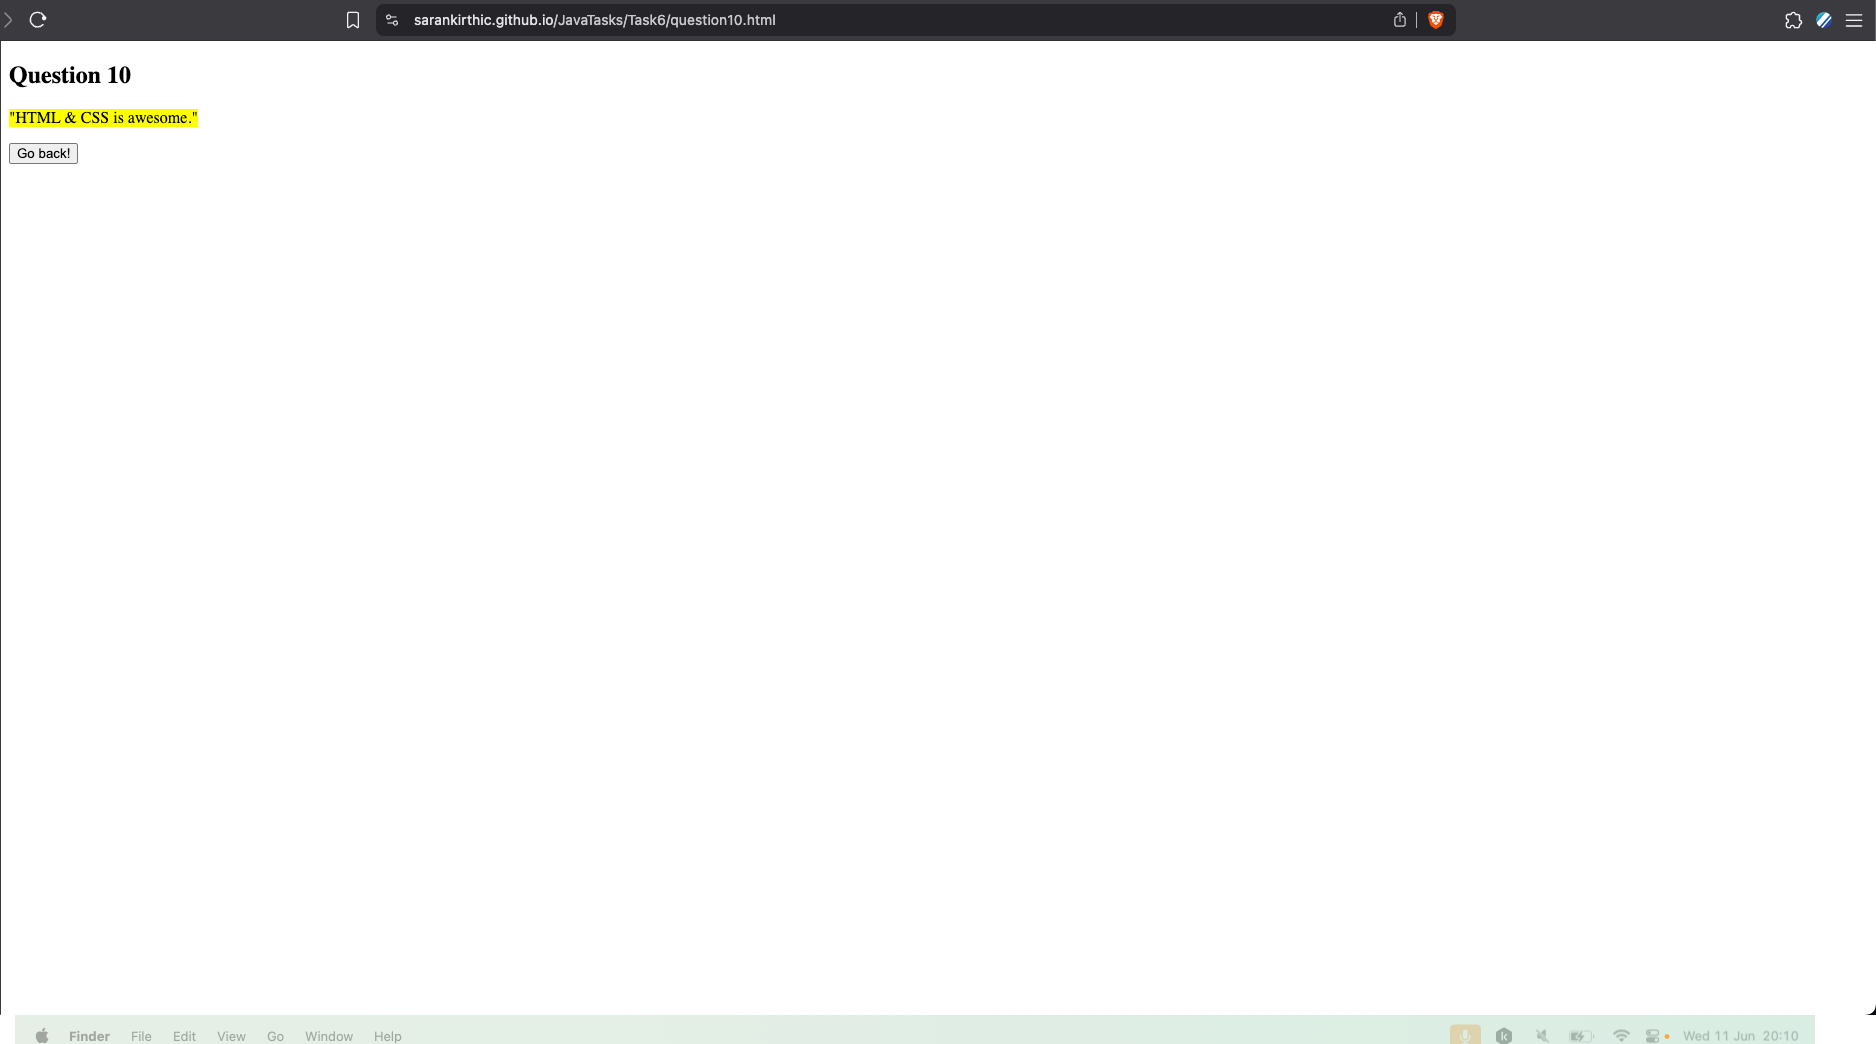 sarankirthic.github.io/JavaTasks/Task6/question10.html
Question 10
"HTML & CSS is awesome."
Go back!
Finder File Edit View Go Window Help Wed 11 Jun 20:10